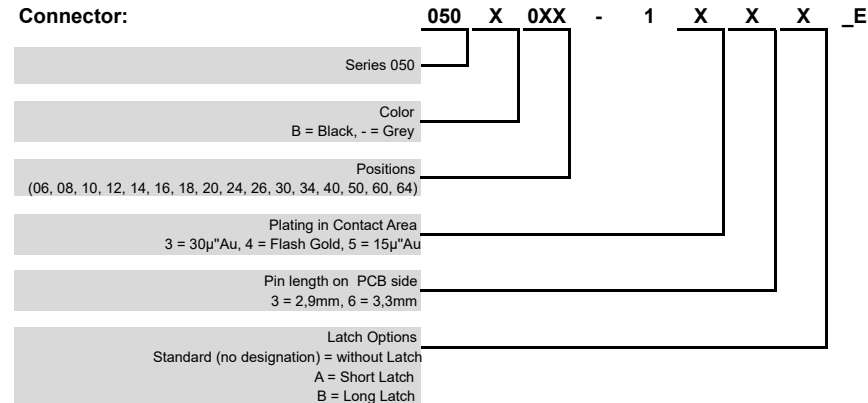 Connector: 050 X 0XX - 1 X X X _E
Series 050
Color
B = Black, - = Grey
Positions
(06, 08, 10, 12, 14, 16, 18, 20, 24, 26, 30, 34, 40, 50, 60, 64)
Plating in Contact Area
3 = 30µ"Au, 4 = Flash Gold, 5 = 15µ"Au
Pin length on PCB side
3 = 2,9mm, 6 = 3,3mm
Latch Options
Standard (no designation) = without Latch
A = Short Latch
B = Long Latch